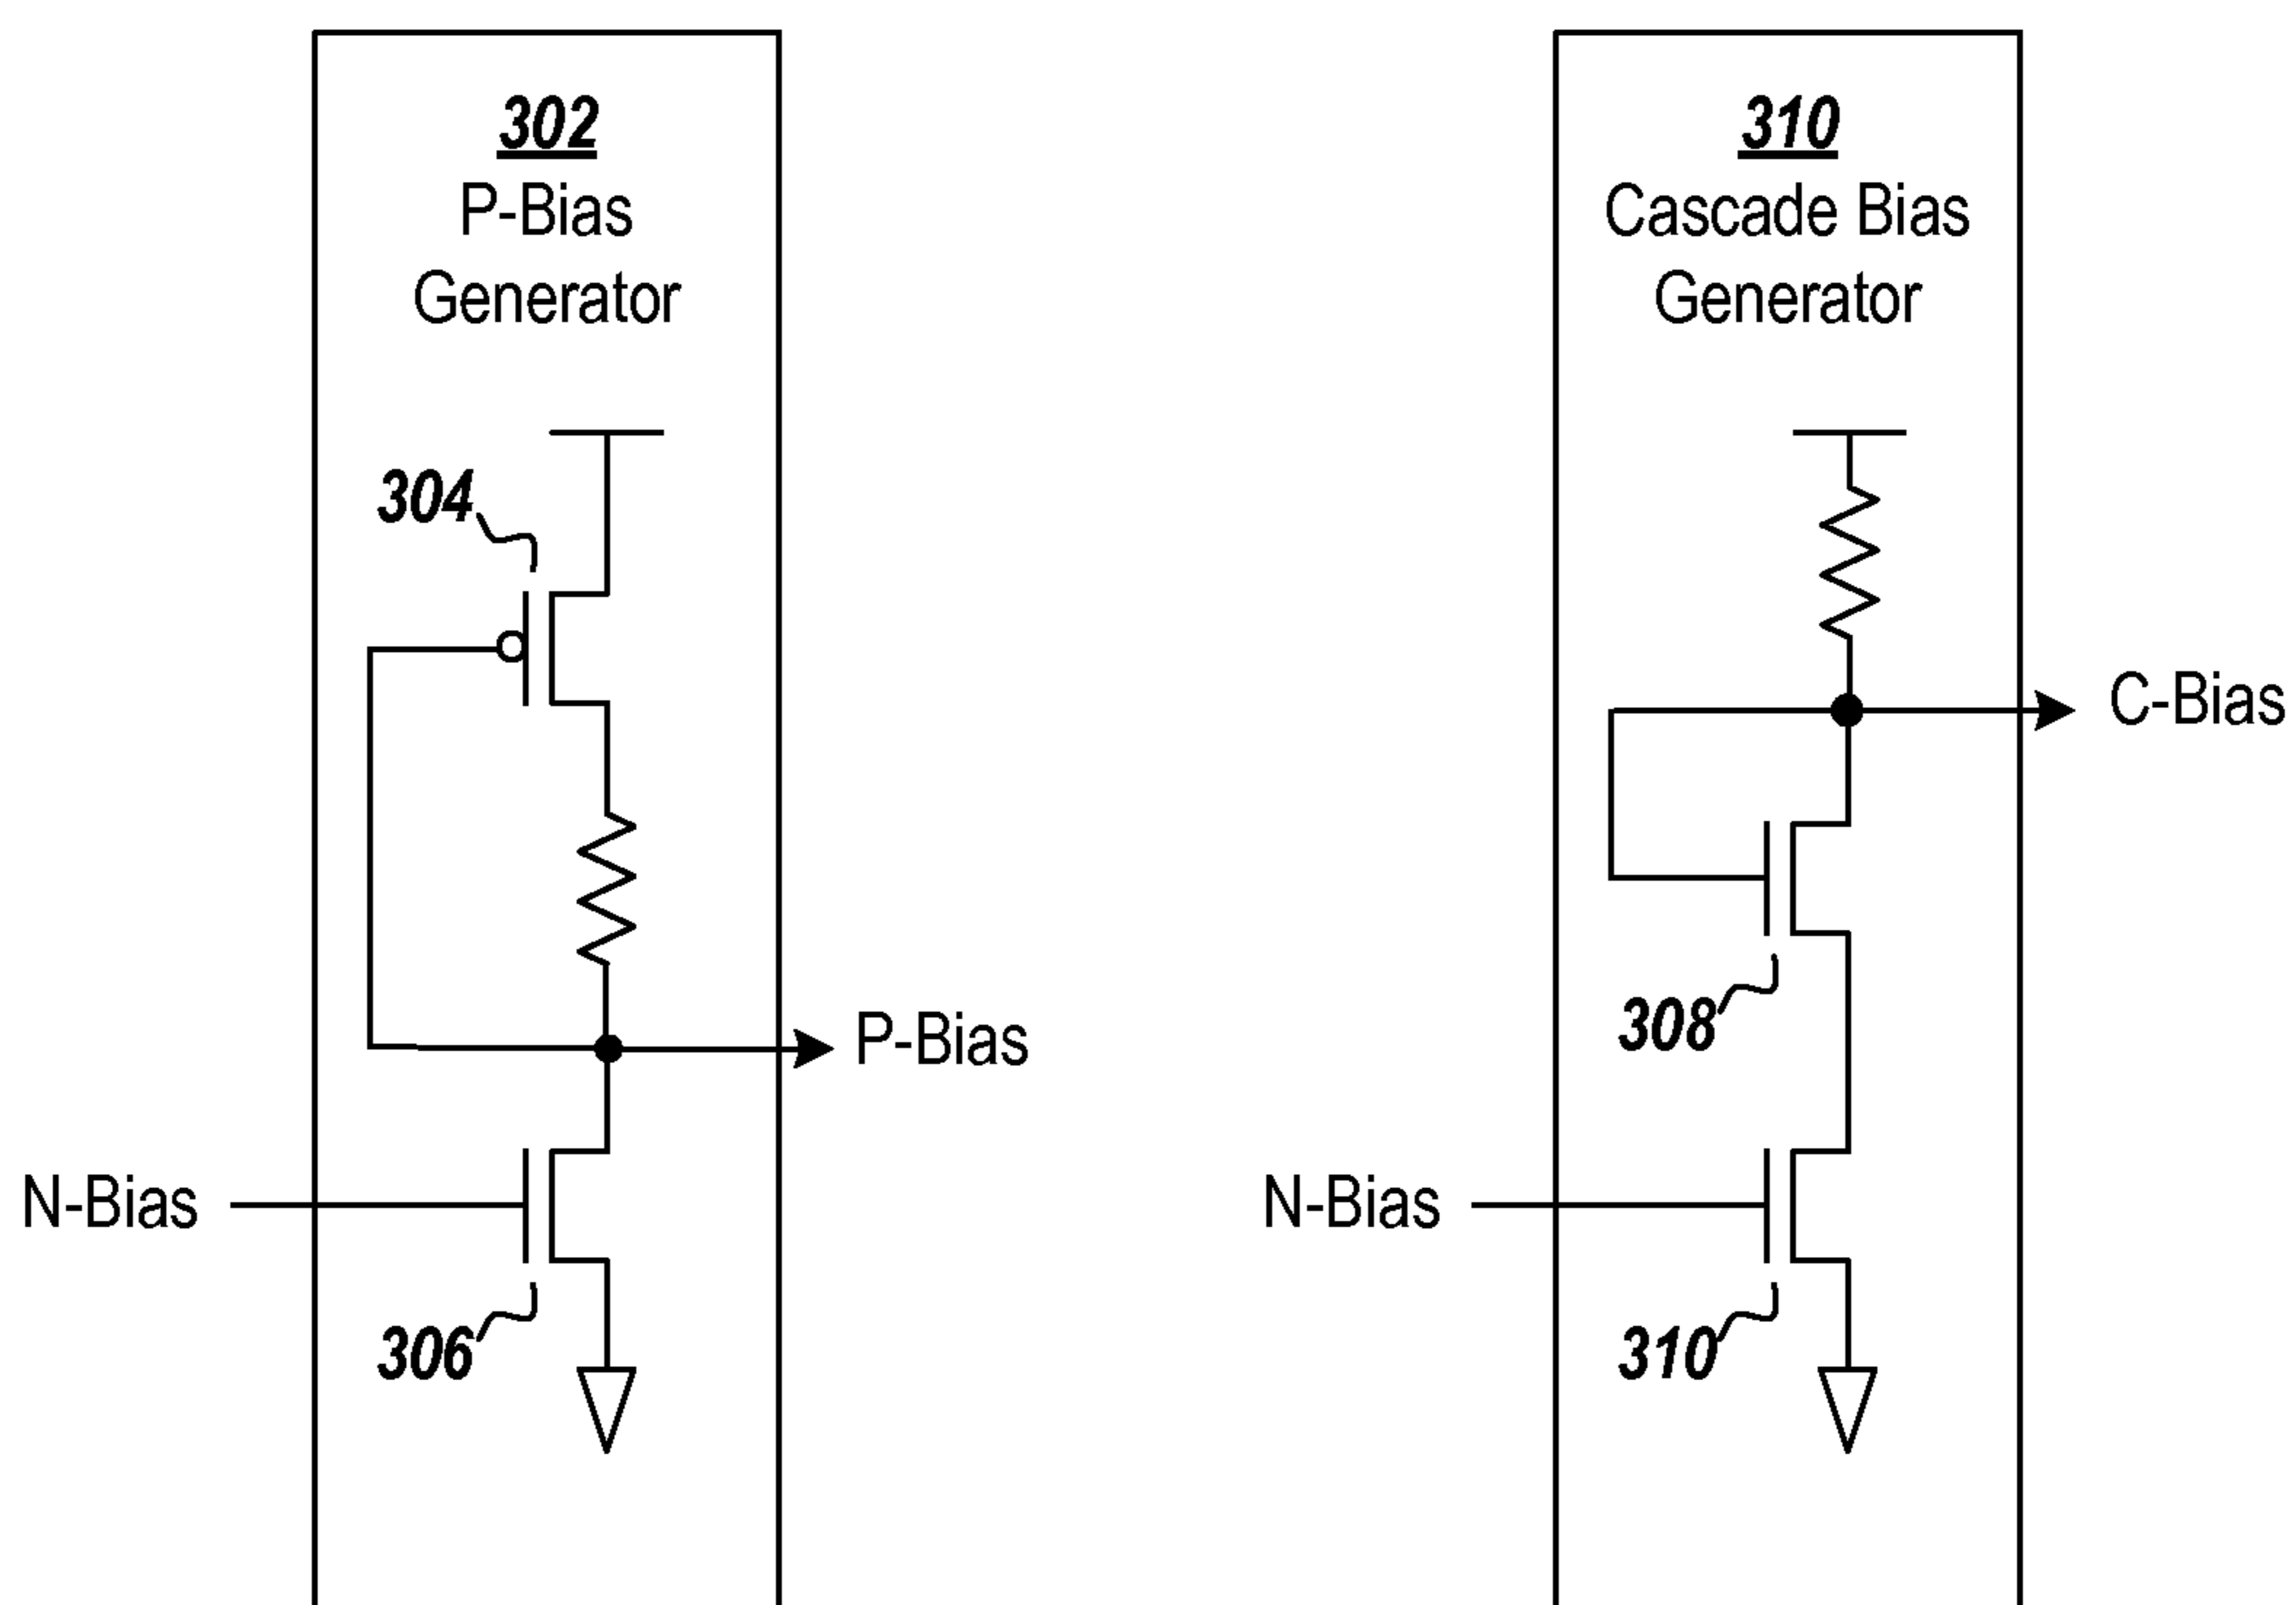 302
P-Bias
Generator
304
P-Bias
N-Bias
306
310
Cascade Bias
Generator
C-Bias
308
N-Bias
310